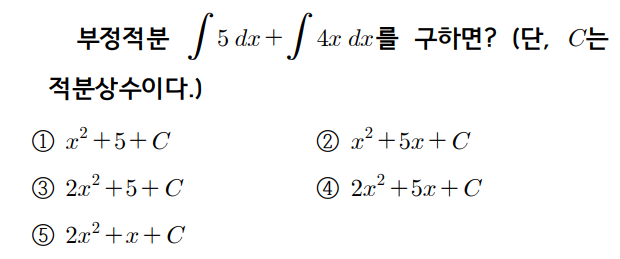 부정적분 ∫ 5 dx + ∫ 4x dx를 구하면? (단, C는
적분상수이다.)
① x² + 5 + C ② x² + 5x + C
③ 2x² + 5 + C ④ 2x² + 5x + C
⑤ 2x² + x + C